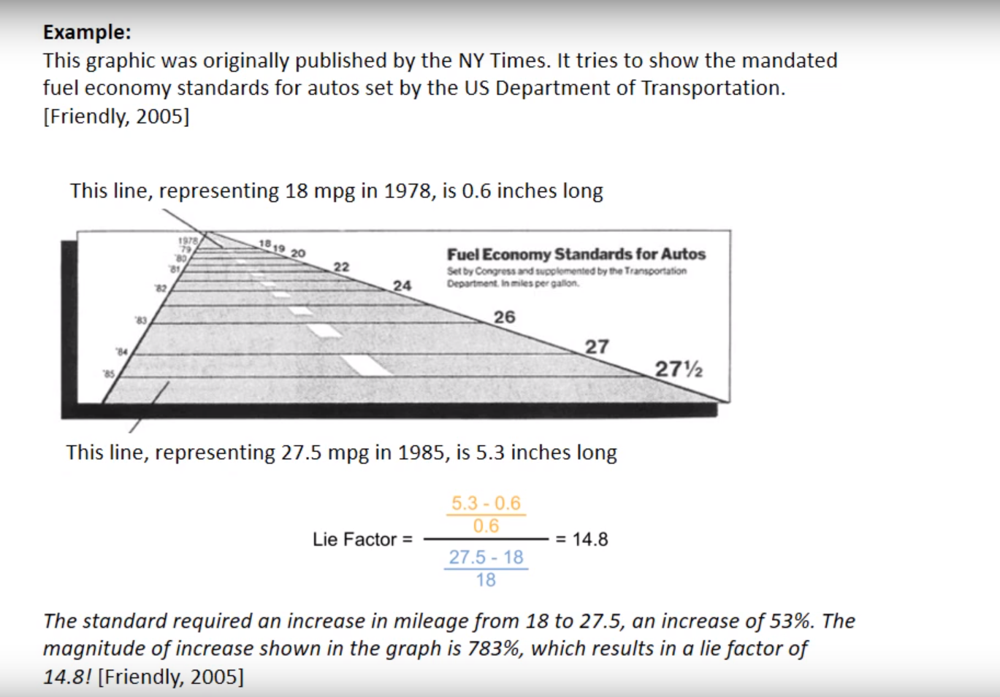 Example:
This graphic was originally published by the NY Times. It tries to show the mandated
fuel economy standards for autos set by the US Department of Transportation.
[Friendly, 2005]
This line, representing 18 mpg in 1978, is 0.6 inches long
1978
'79
'80
'81
'82
'83
'84
'85
18
19
20
22
24
26
27
27½
Fuel Economy Standards for Autos
Set by Congress and supplemented by the Transportation
Department. In miles per gallon.
This line, representing 27.5 mpg in 1985, is 5.3 inches long
5.3 - 0.6
0.6
Lie Factor = = 14.8
27.5 - 18
18
The standard required an increase in mileage from 18 to 27.5, an increase of 53%. The
magnitude of increase shown in the graph is 783%, which results in a lie factor of
14.8! [Friendly, 2005]